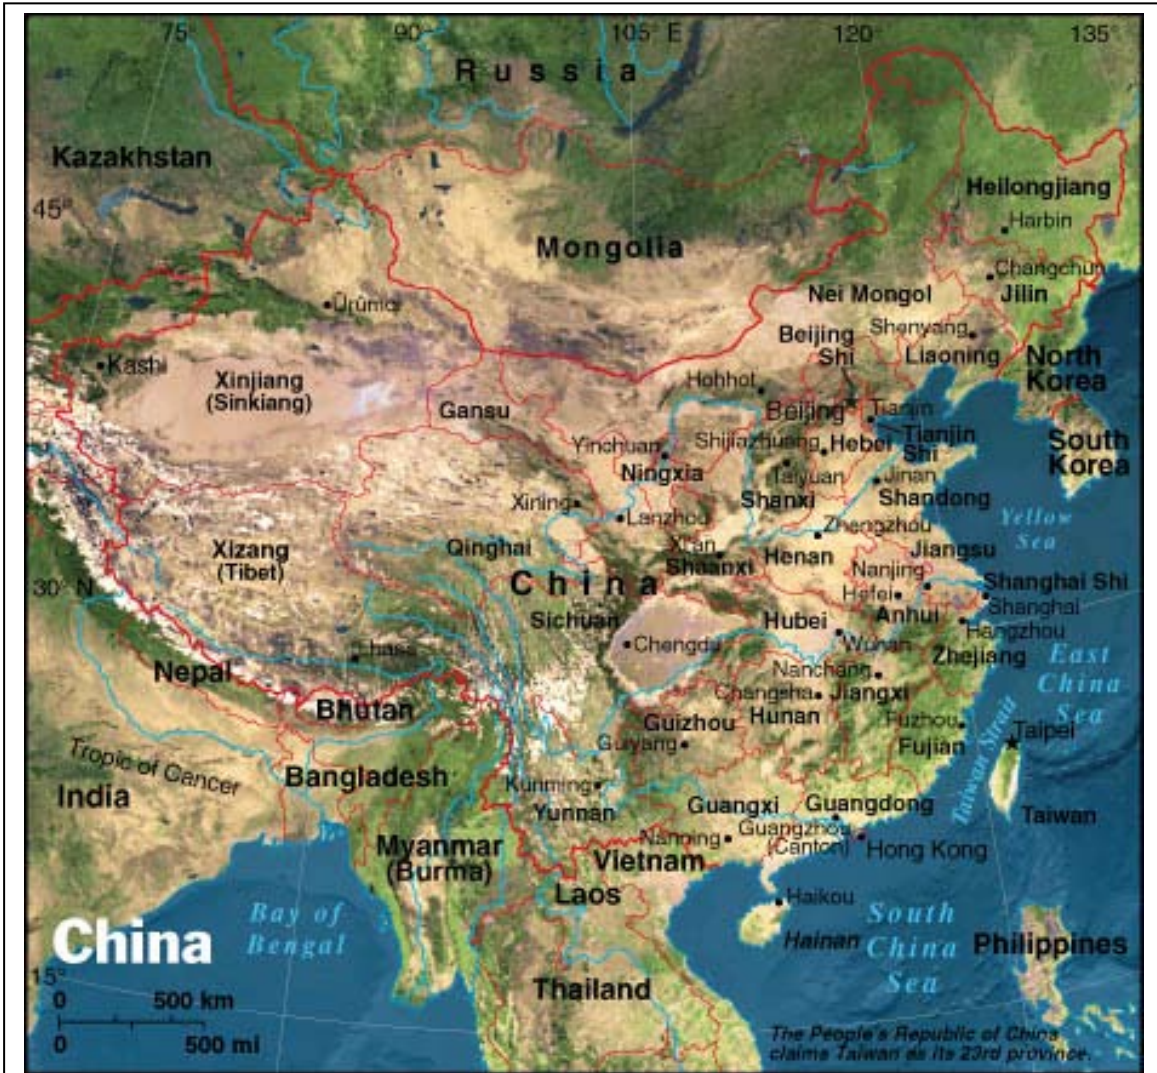 75°
90°
105° E
120°
135°
Russia
Kazakhstan
45°
Heilongjiang
Harbin
Mongolia
Changchun
Jilin
Nei Mongol
Ürümqi
Beijing
Shi
Shenyang
Liaoning
North
Korea
Kashi
Xinjiang
(Sinkiang)
Gansu
Hohhot
Beijing
Tianjin
Tianjin
Shi
Shijiazhuang
Hebei
South
Korea
Yinchuan
Ningxia
Taiyuan
Shanxi
Jinan
Shandong
Xining
Lanzhou
Yellow
Sea
Zhengzhou
Xizang
(Tibet)
Qinghai
Xi'an
Shaanxi
Henan
Jiangsu
30° N
China
Nanjing
Hefei
Anhui
Shanghai Shi
Shanghai
Sichuan
Chengdu
Hubei
Wuhan
Hangzhou
Zhejiang
Lhasa
Nepal
Nanchang
Jiangxi
East
China
Sea
Bhutan
Changsha
Hunan
Guizhou
Guiyang
Fuzhou
Fujian
Taiwan Strait
Taipei
Tropic of Cancer
India
Bangladesh
Kunming
Yunnan
Guangxi
Guangdong
Taiwan
Myanmar
(Burma)
Nanning
Guangzhou
(Canton)
Hong Kong
Vietnam
Laos
Haikou
Hainan
Bay of
Bengal
South
China
Sea
Philippines
China
15°
0 500 km
0 500 mi
Thailand
The People's Republic of China
claims Taiwan as its 23rd province.